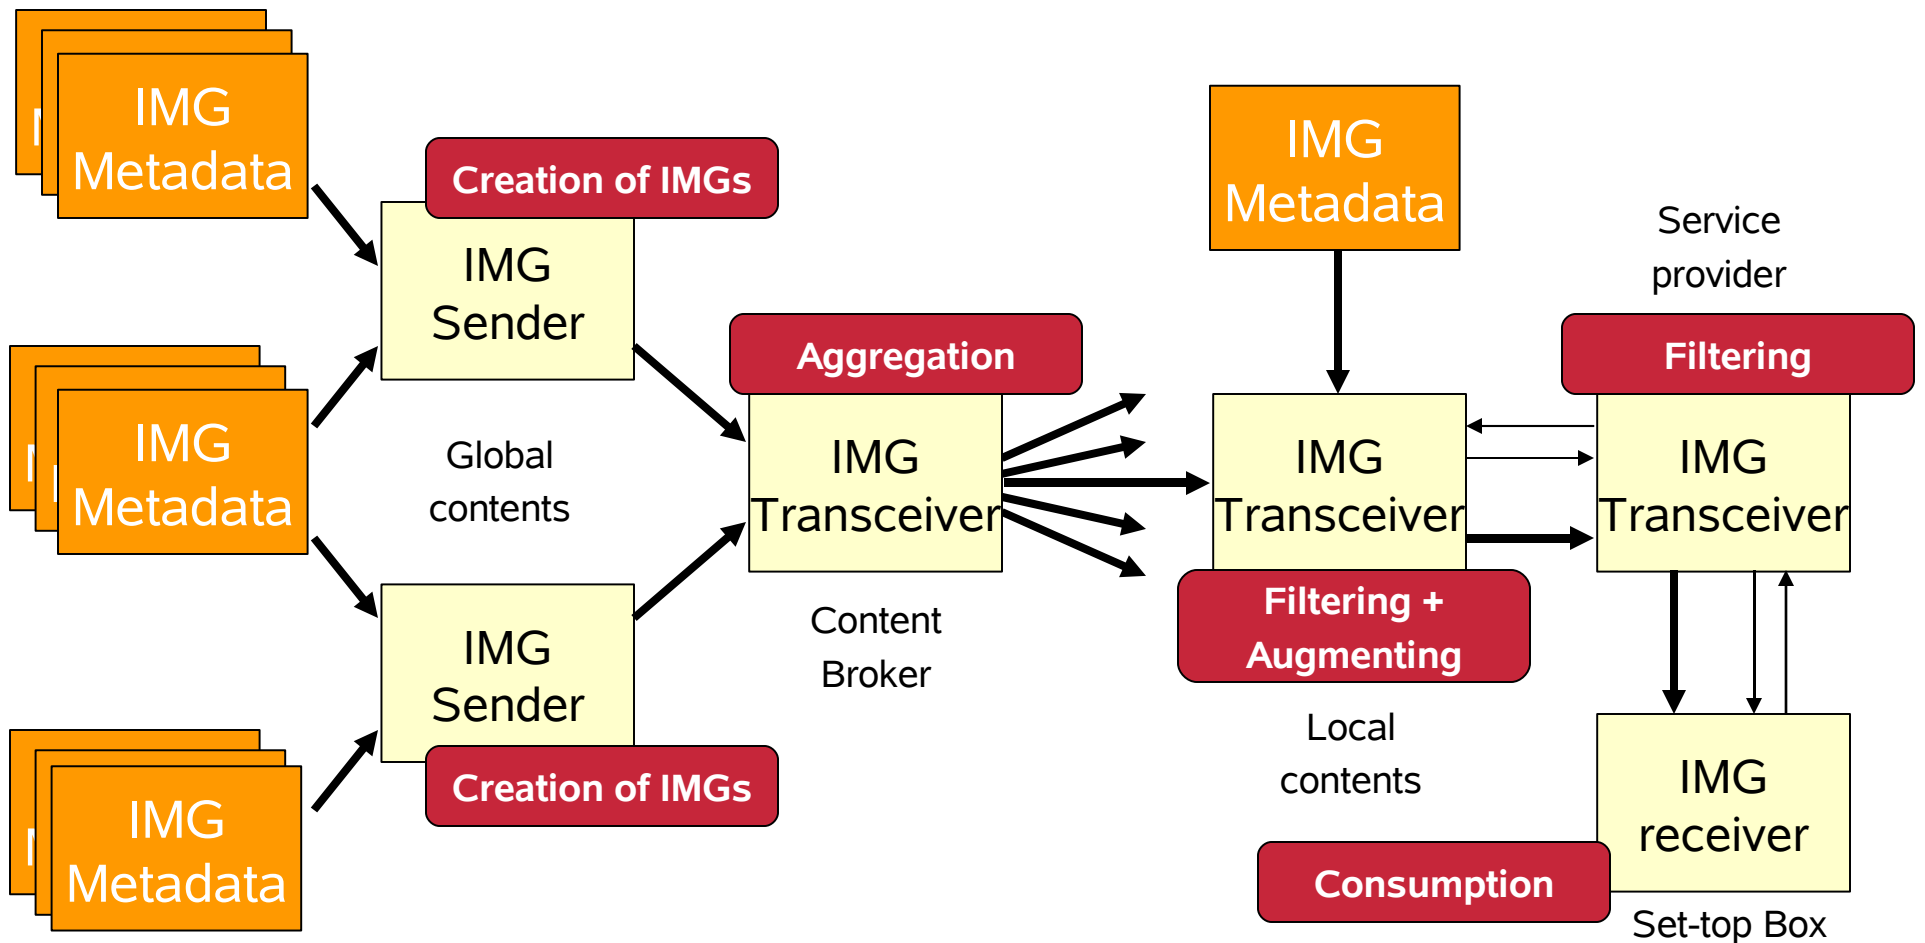 IMG
Metadata
Creation of IMGs
IMG
Sender
IMG
Metadata
Global
contents
IMG
Sender
Creation of IMGs
IMG
Metadata
Aggregation
IMG
Transceiver
Content
Broker
IMG
Metadata
IMG
Transceiver
Filtering +
Augmenting
Local
contents
Service
provider
Filtering
IMG
Transceiver
IMG
receiver
Consumption
Set-top Box